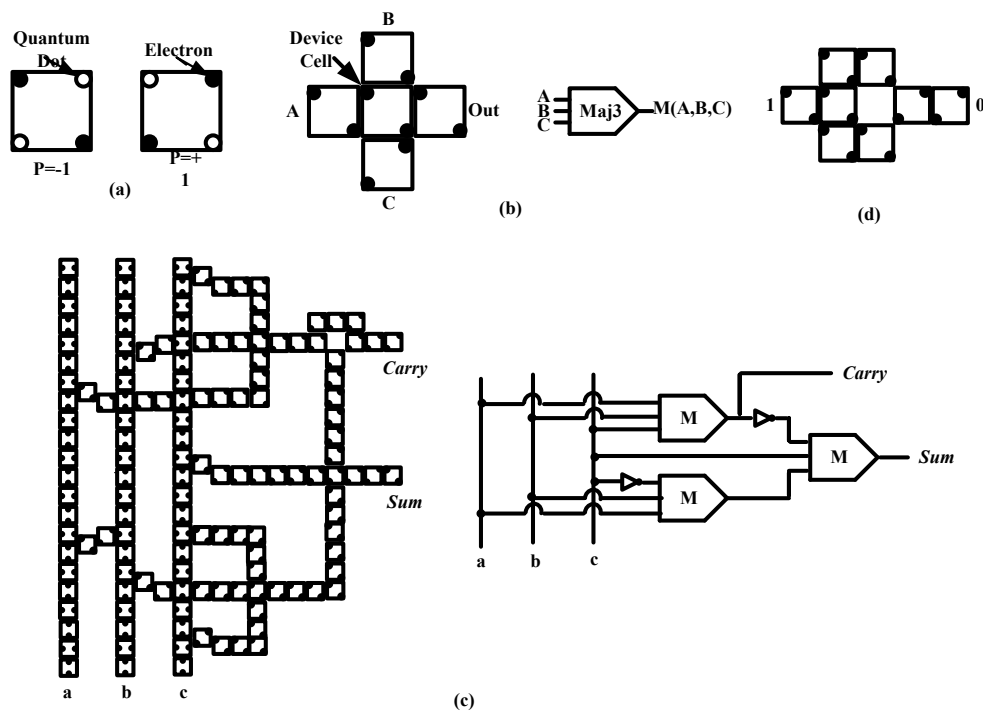 Quantum
Dot
Electron
P=-1
P=+
1
(a)
B
Device
Cell
A
Out
C
A
B
C
Maj3
M(A,B,C)
(b)
1
0
(d)
Carry
Sum
a
b
c
M
Carry
M
Sum
M
a
b
c
(c)